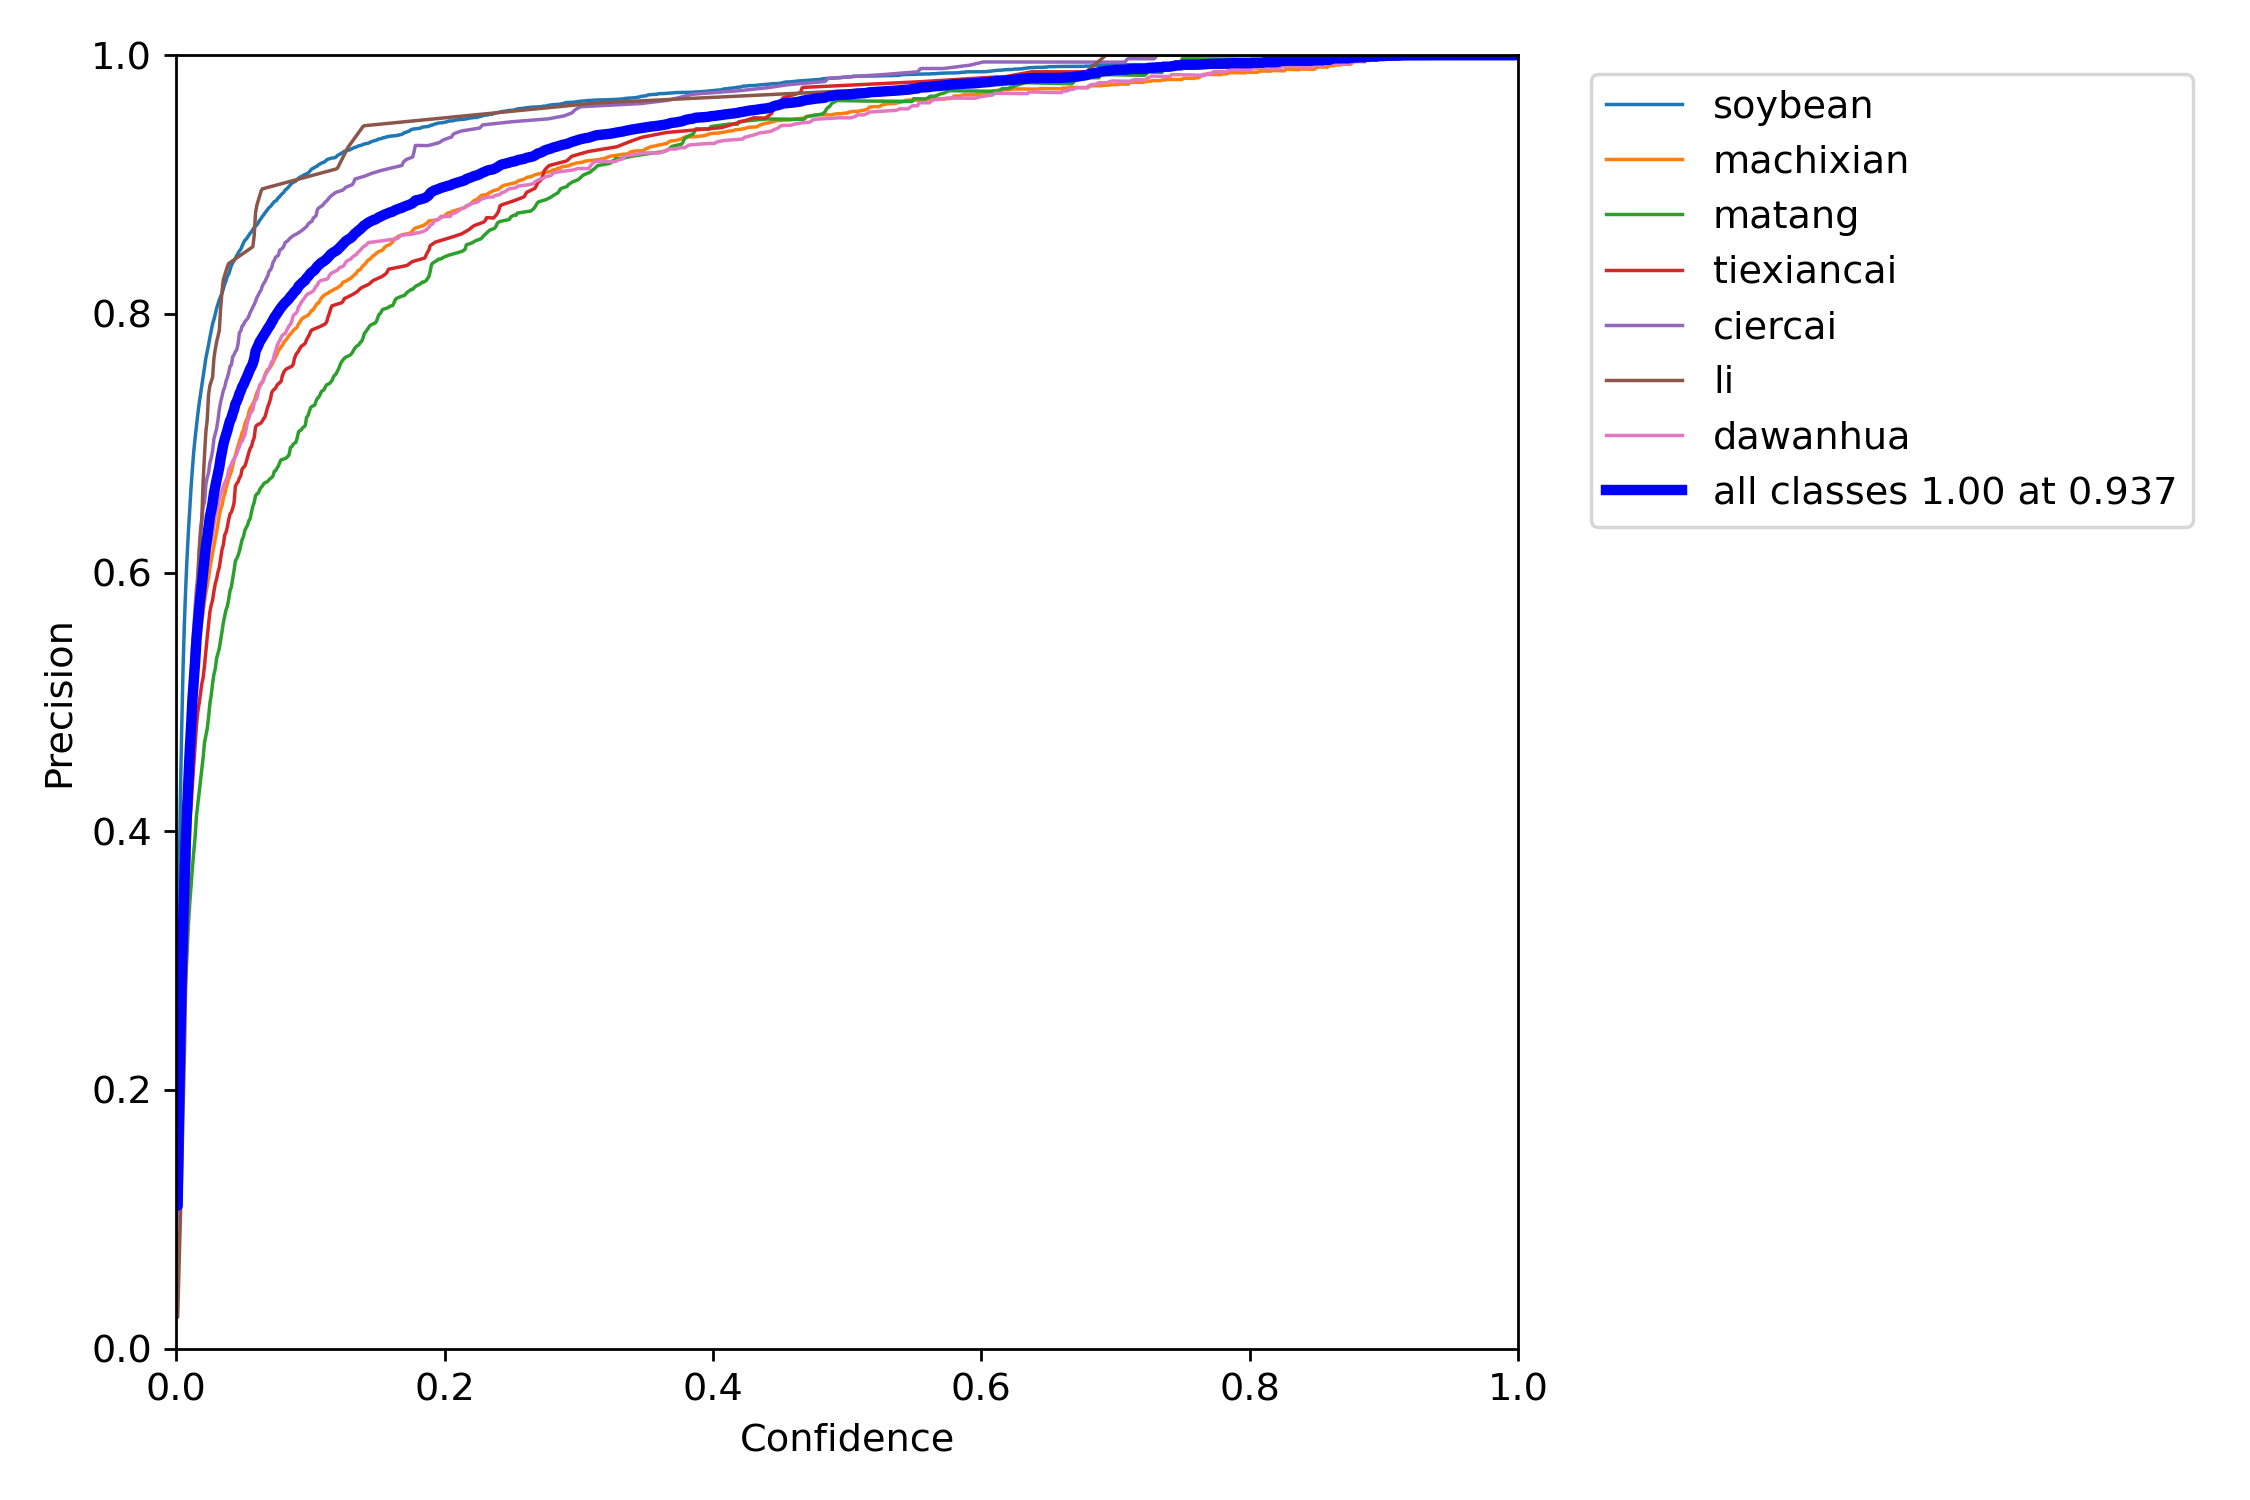 1.0
0.8
0.6
0.4
0.2
0.0
Precision
0.0 0.2 0.4 0.6 0.8 1.0
Confidence
soybean
machixian
matang
tiexiancai
ciercai
li
dawanhua
all classes 1.00 at 0.937